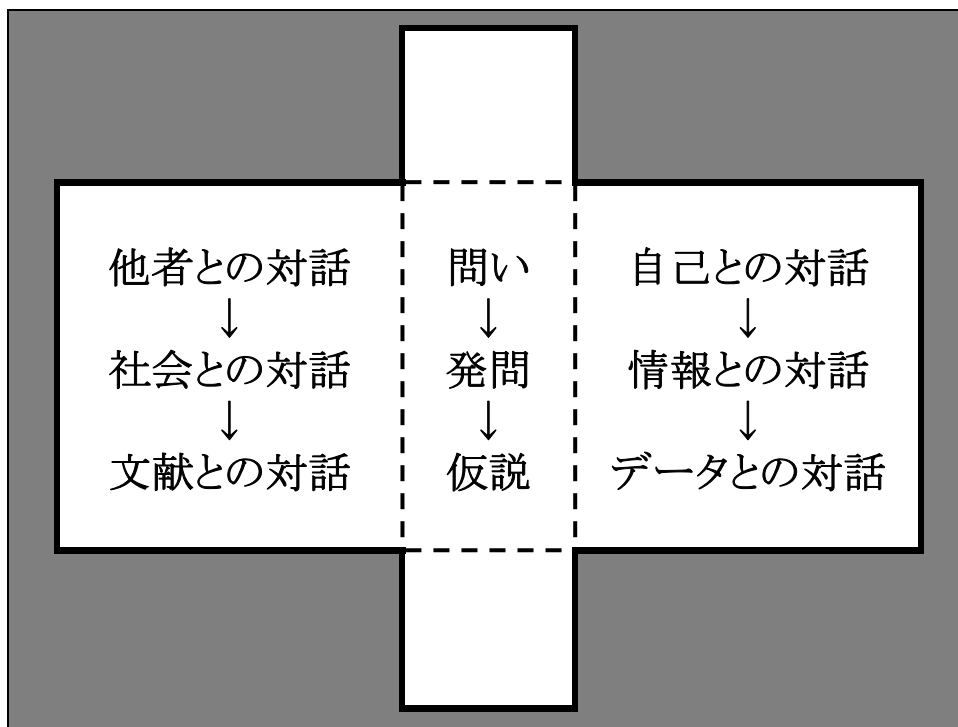 他者との対話
↓
社会との対話
↓
文献との対話
問い
↓
発問
↓
仮説
自己との対話
↓
情報との対話
↓
データとの対話